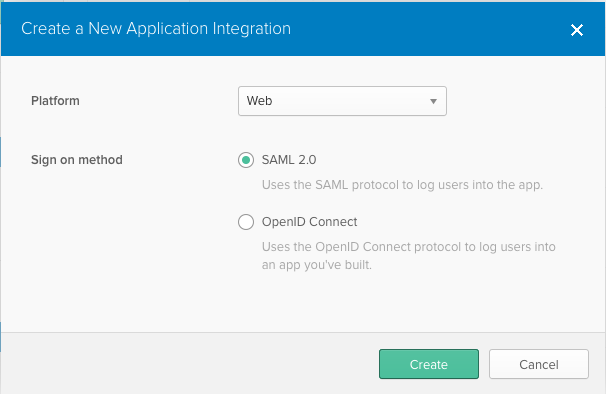 Create a New Application Integration
Platform
Web
Sign on method
SAML 2.0
Uses the SAML protocol to log users into the app.
OpenID Connect
Uses the OpenID Connect protocol to log users into
an app you've built.
Create
Cancel